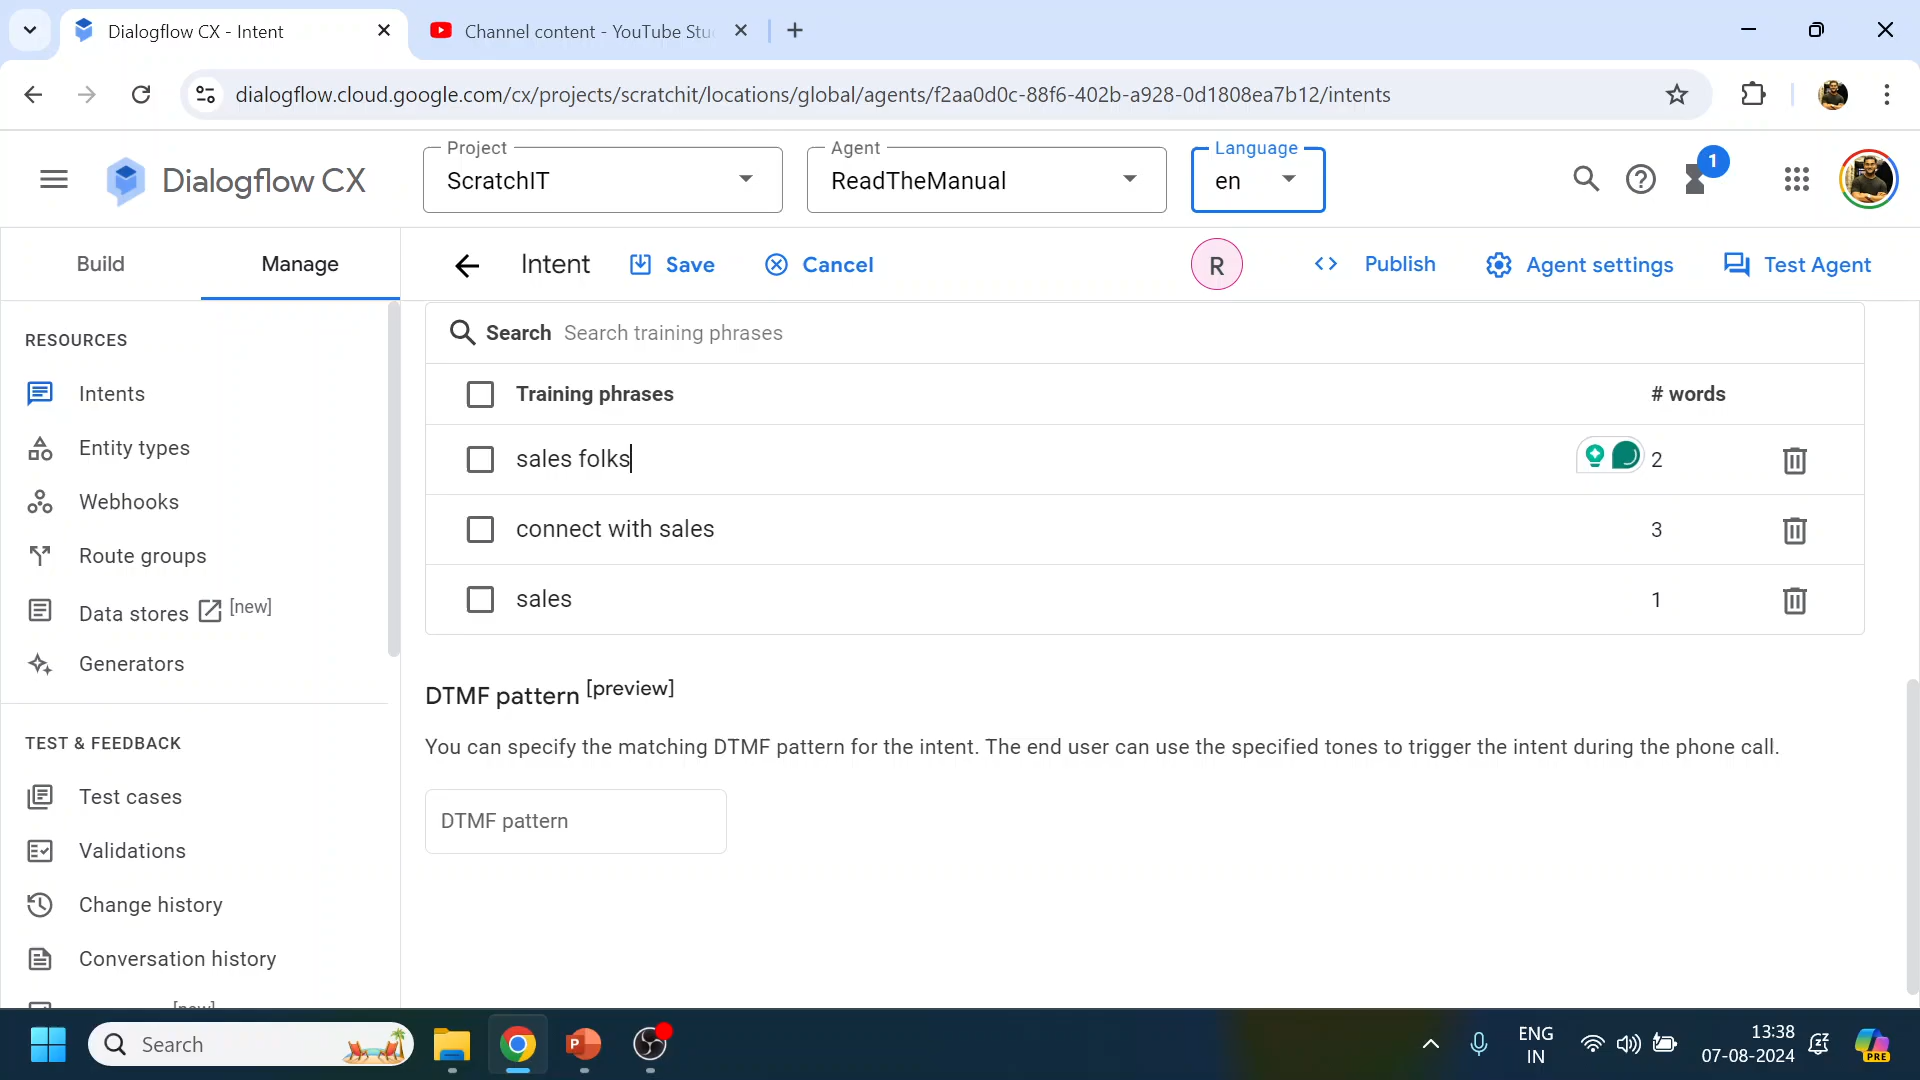 Dialogflow CX - Intent
Channel content - YouTube Stu
dialogflow.cloud.google.com/cx/projects/scratchit/locations/global/agents/f2aa0d0c-88f6-402b-a928-0d1808ea7b12/intents
Dialogflow CX
Project
ScratchIT
Agent
ReadTheManual
Language
en
1
Build
Manage
Intent
Save
Cancel
R
Publish
Agent settings
Test Agent
RESOURCES
Intents
Entity types
Webhooks
Route groups
Data stores [new]
Generators
TEST & FEEDBACK
Test cases
Validations
Change history
Conversation history
Search Search training phrases
Training phrases # words
sales folks 2
connect with sales 3
sales 1
DTMF pattern [preview]
You can specify the matching DTMF pattern for the intent. The end user can use the specified tones to trigger the intent during the phone call.
DTMF pattern
Search
P
ENG
IN
13:38
07-08-2024
PRE